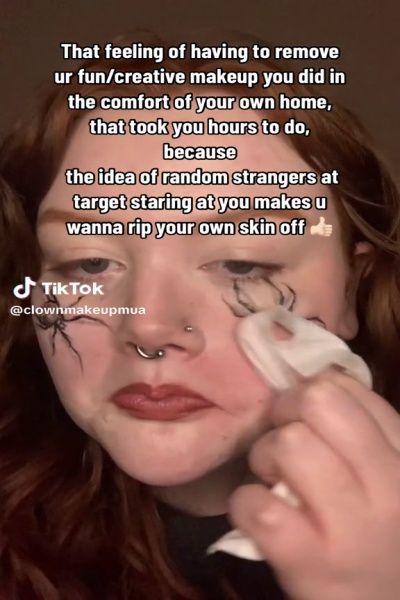 That feeling of having to remove
ur fun/creative makeup you did in
the comfort of your own home,
that took you hours to do,
because
the idea of random strangers at
target staring at you makes u
wanna rip your own skin off 👍🏻
TikTok
@clownmakeupmua